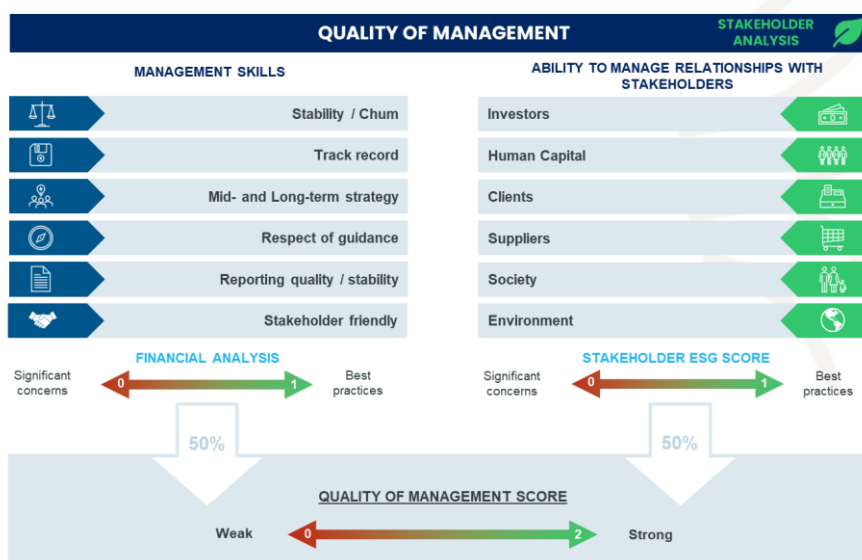 QUALITY OF MANAGEMENT
STAKEHOLDER
ANALYSIS
MANAGEMENT SKILLS
Stability / Chum
Track record
Mid- and Long-term strategy
Respect of guidance
Reporting quality / stability
Stakeholder friendly
FINANCIAL ANALYSIS
Significant
concerns
0
1
Best
practices
50%
ABILITY TO MANAGE RELATIONSHIPS WITH
STAKEHOLDERS
Investors
Human Capital
Clients
Suppliers
Society
Environment
STAKEHOLDER ESG SCORE
Significant
concerns
0
1
Best
practices
50%
QUALITY OF MANAGEMENT SCORE
Weak
0
2
Strong